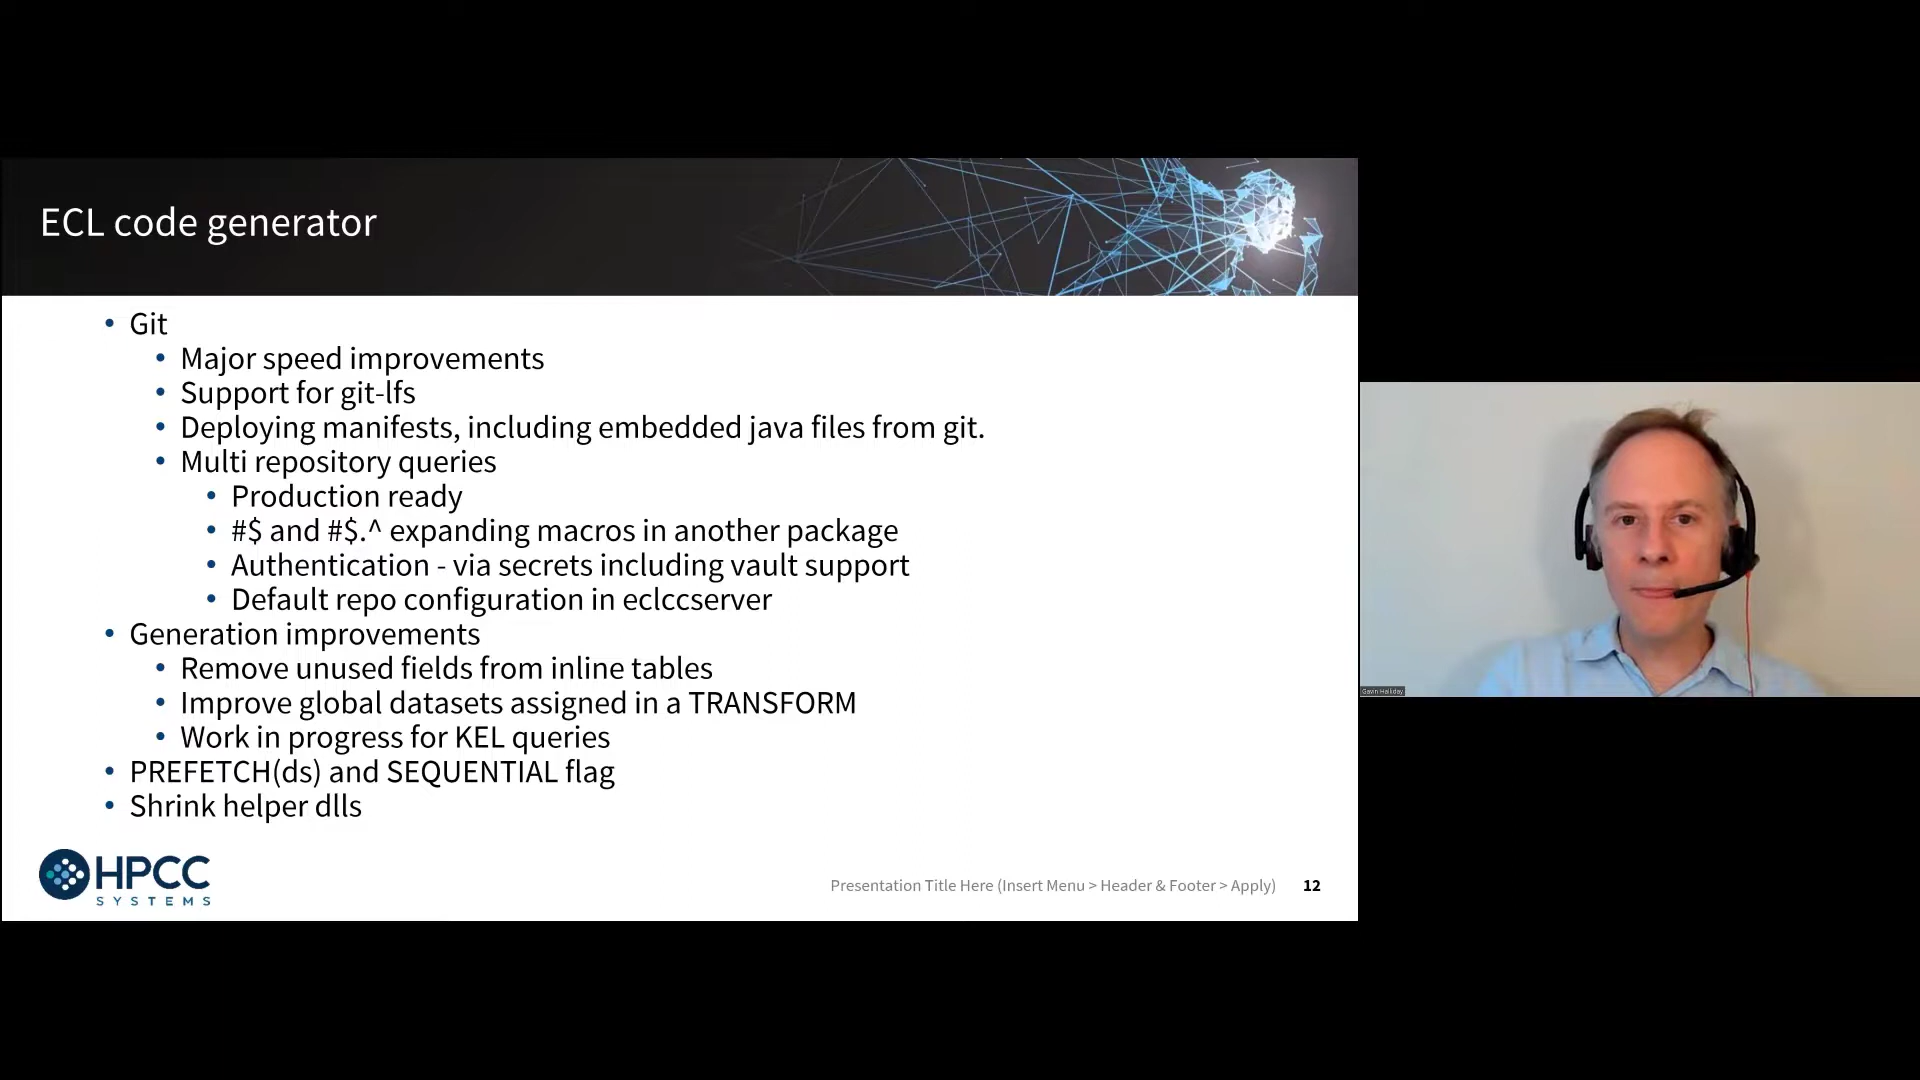 ECL code generator
• Git
• Major speed improvements
• Support for git-lfs
• Deploying manifests, including embedded java files from git.
• Multi repository queries
• Production ready
• #$ and #$.^ expanding macros in another package
• Authentication - via secrets including vault support
• Default repo configuration in eclccserver
• Generation improvements
• Remove unused fields from inline tables
• Improve global datasets assigned in a TRANSFORM
• Work in progress for KEL queries
• PREFETCH(ds) and SEQUENTIAL flag
• Shrink helper dlls
HPCC
SYSTEMS
Presentation Title Here (Insert Menu > Header & Footer > Apply) 12
Gavin Halliday